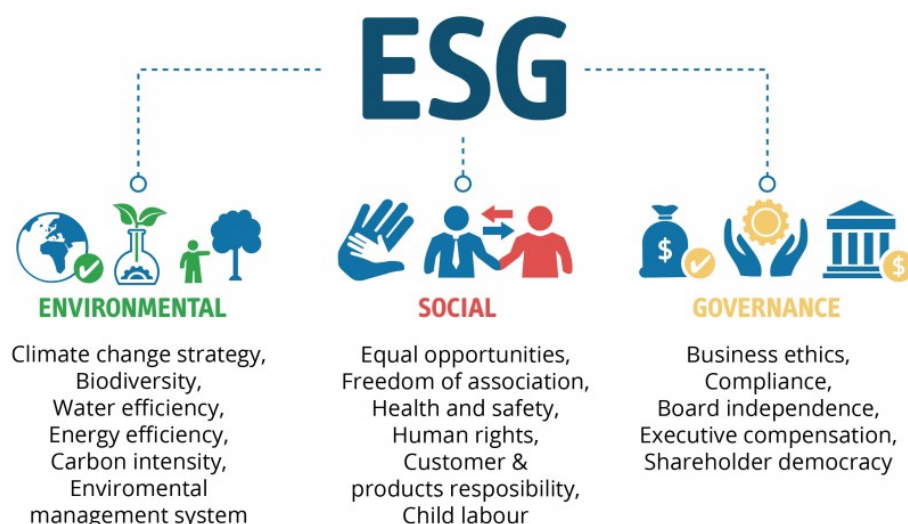 ESG
ENVIRONMENTAL
Climate change strategy,
Biodiversity,
Water efficiency,
Energy efficiency,
Carbon intensity,
Enviromental
management system
SOCIAL
Equal opportunities,
Freedom of association,
Health and safety,
Human rights,
Customer &
products resposibility,
Child labour
$
$
GOVERNANCE
Business ethics,
Compliance,
Board independence,
Executive compensation,
Shareholder democracy